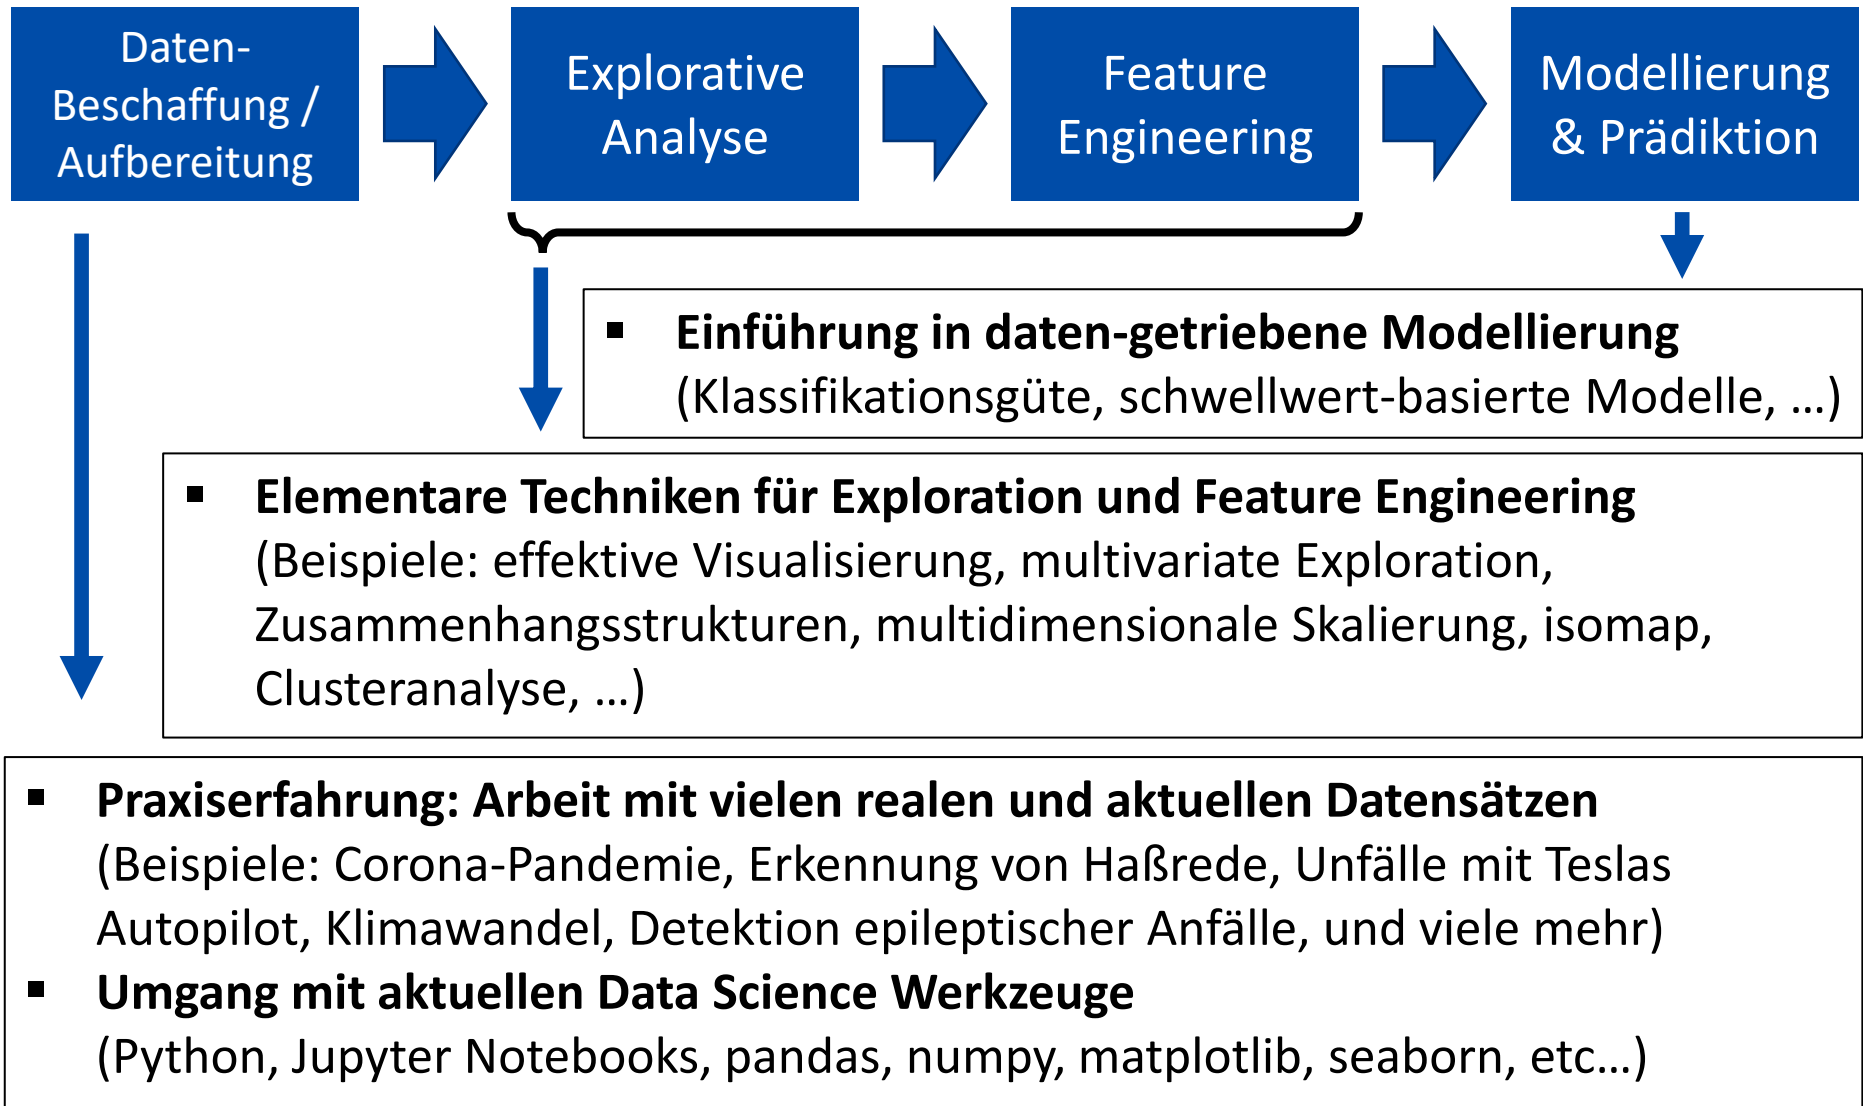 Daten-
Beschaffung /
Aufbereitung
Explorative
Analyse
Feature
Engineering
Modellierung
& Prädiktion
▪ Einführung in daten-getriebene Modellierung
(Klassifikationsgüte, schwellwert-basierte Modelle, …)
▪ Elementare Techniken für Exploration und Feature Engineering
(Beispiele: effektive Visualisierung, multivariate Exploration,
Zusammenhangsstrukturen, multidimensionale Skalierung, isomap,
Clusteranalyse, …)
▪ Praxiserfahrung: Arbeit mit vielen realen und aktuellen Datensätzen
(Beispiele: Corona-Pandemie, Erkennung von Haßrede, Unfälle mit Teslas
Autopilot, Klimawandel, Detektion epileptischer Anfälle, und viele mehr)
▪ Umgang mit aktuellen Data Science Werkzeuge
(Python, Jupyter Notebooks, pandas, numpy, matplotlib, seaborn, etc…)